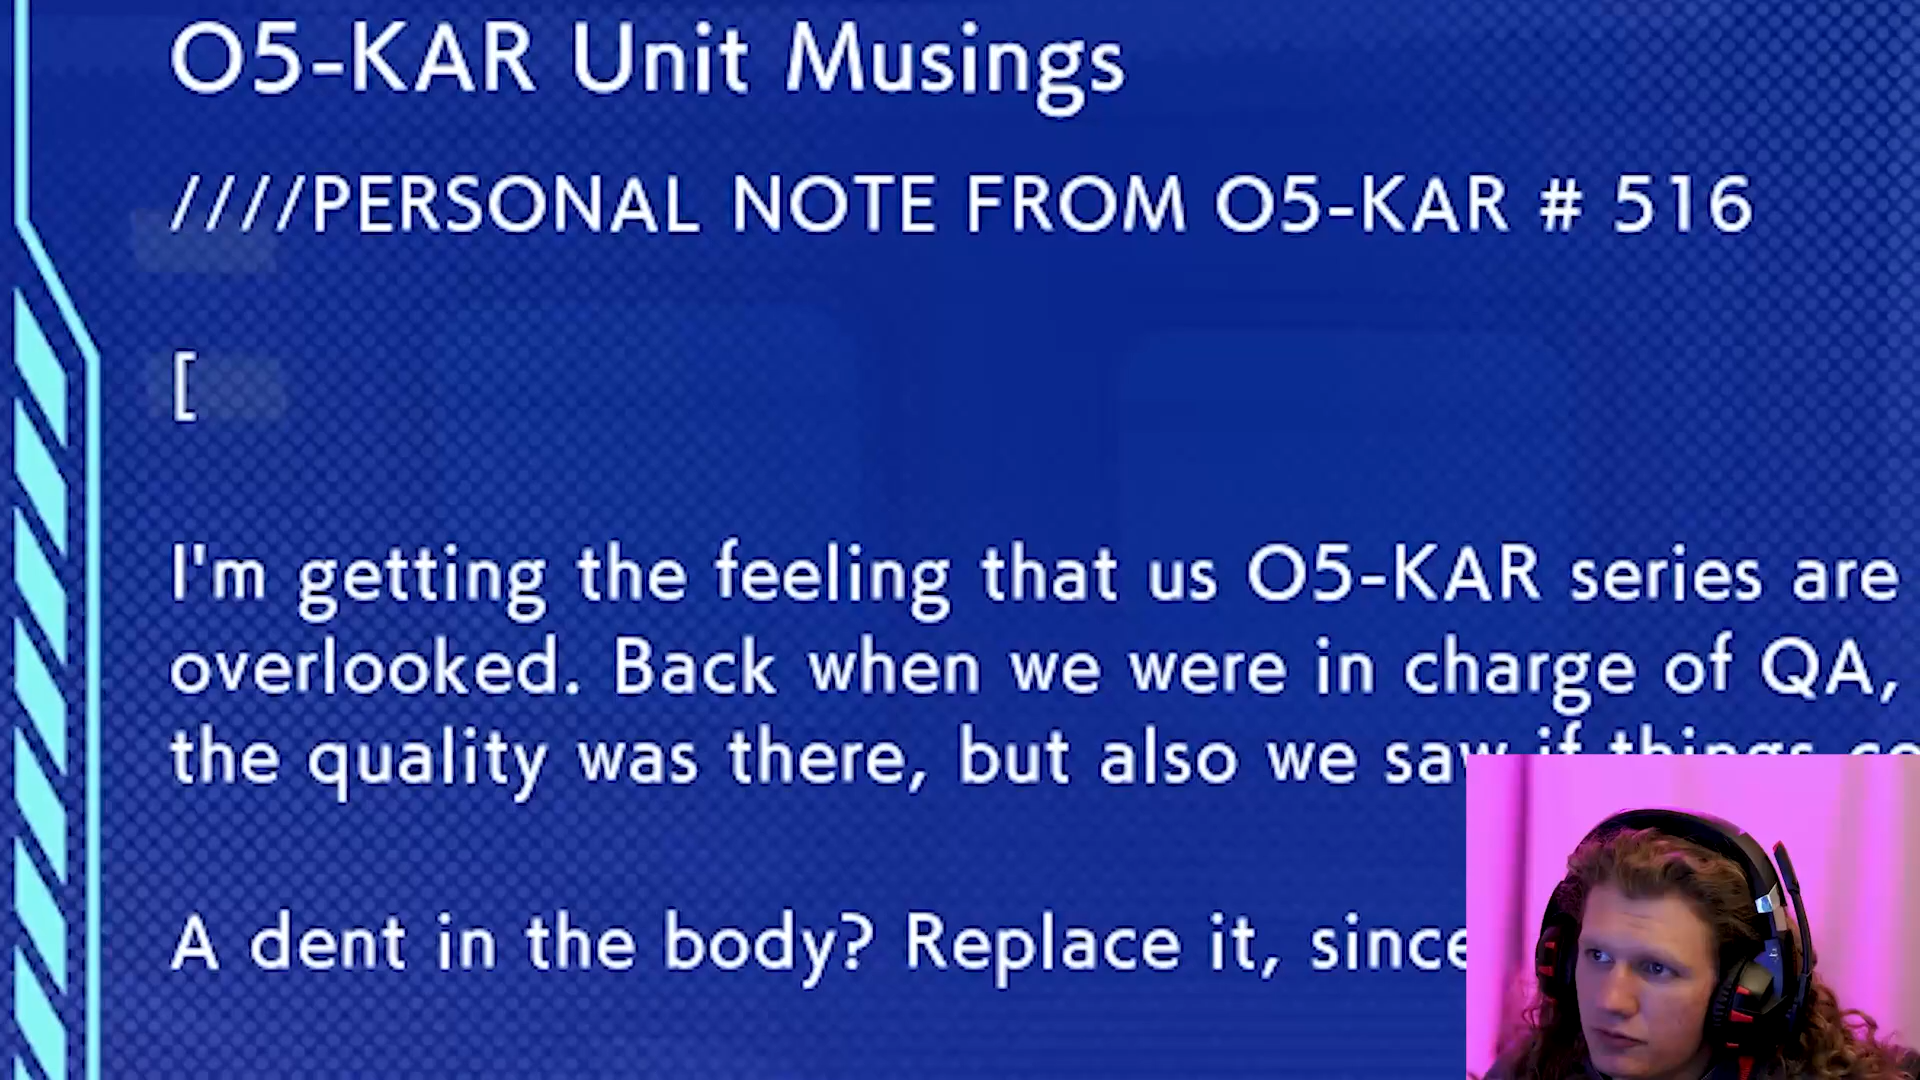 O5-KAR Unit Musings
////PERSONAL NOTE FROM O5-KAR # 516
[
I'm getting the feeling that us O5-KAR series are
overlooked. Back when we were in charge of QA,
the quality was there, but also we saw if things
A dent in the body? Replace it, since